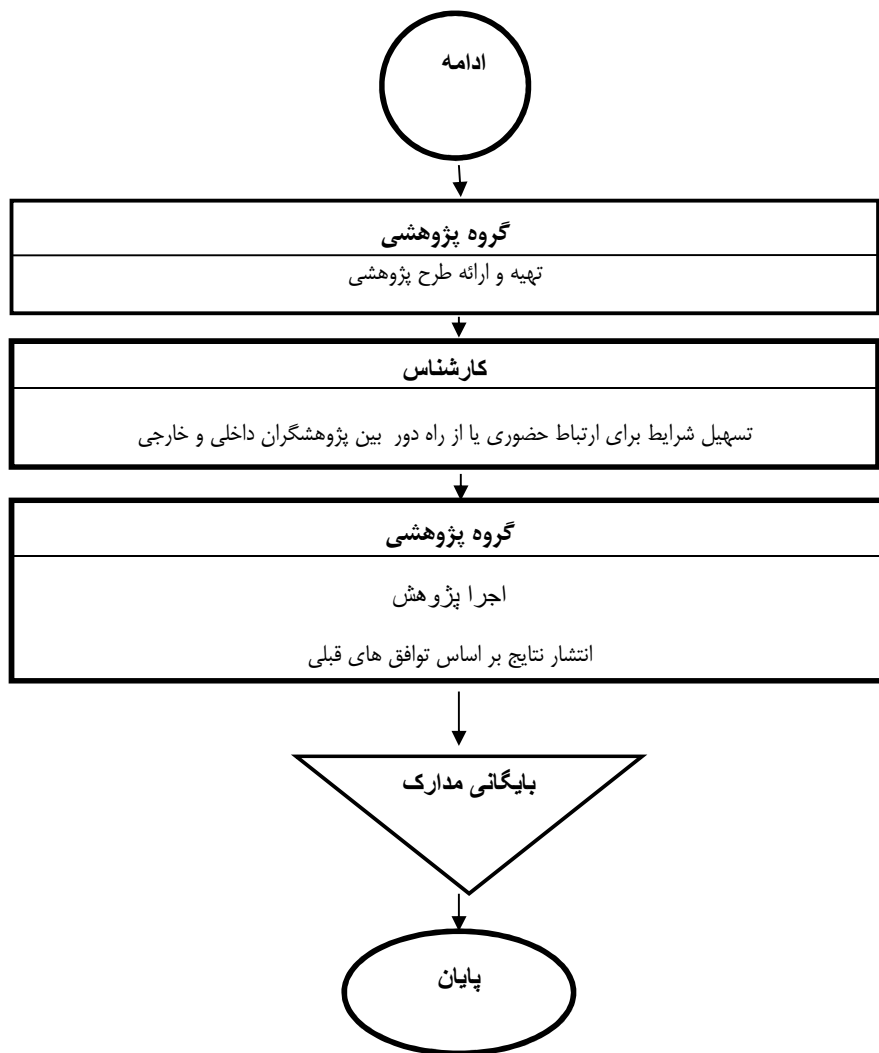 ادامه
گروه پژوهشی
تهیه و ارائه طرح پژوهشی
کارشناس
تسهیل شرایط برای ارتباط حضوری یا از راه دور بین پژوهشگران داخلی و خارجی
گروه پژوهشی
اجرا پژوهش
انتشار نتایج بر اساس توافق های قبلی
بایگانی مدارک
پایان